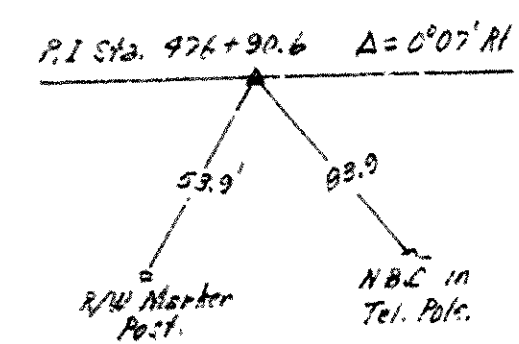 P.I Sta. 476+90.6 Δ=0°07' Rt
53.9'
83.9
R/W Marker
Post.
NBC in
Tel. Pole.